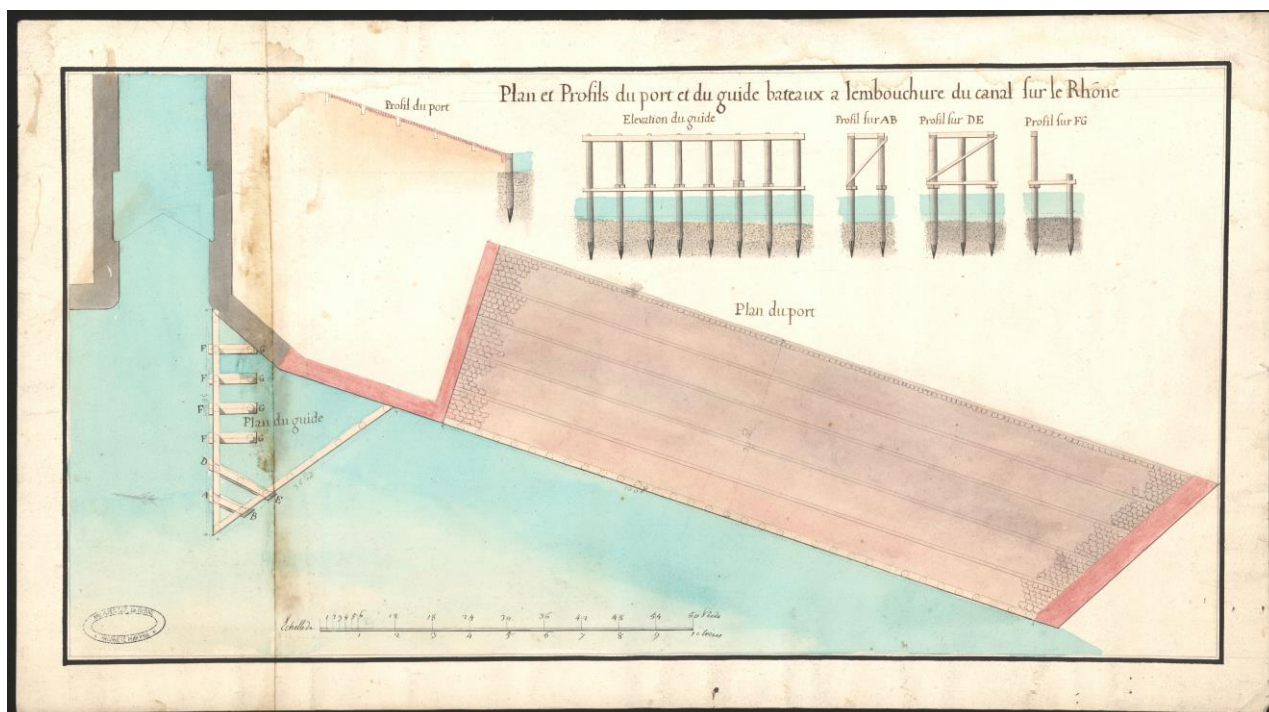 Plan et Profils du port et du guide bateaux a lembouchure du canal sur le Rhône
Profil du port
Elevation du guide
Profil sur AB
Profil sur DE
Profil sur FG
Plan du port
F G
F G
F G
F G
Plan du guide
D
E
A
B
Echelle de
1 2 3 4 5 6 12 18 24 30 36 42 48 54 60 Pieds
1 2 3 4 5 6 7 8 9 10 toises